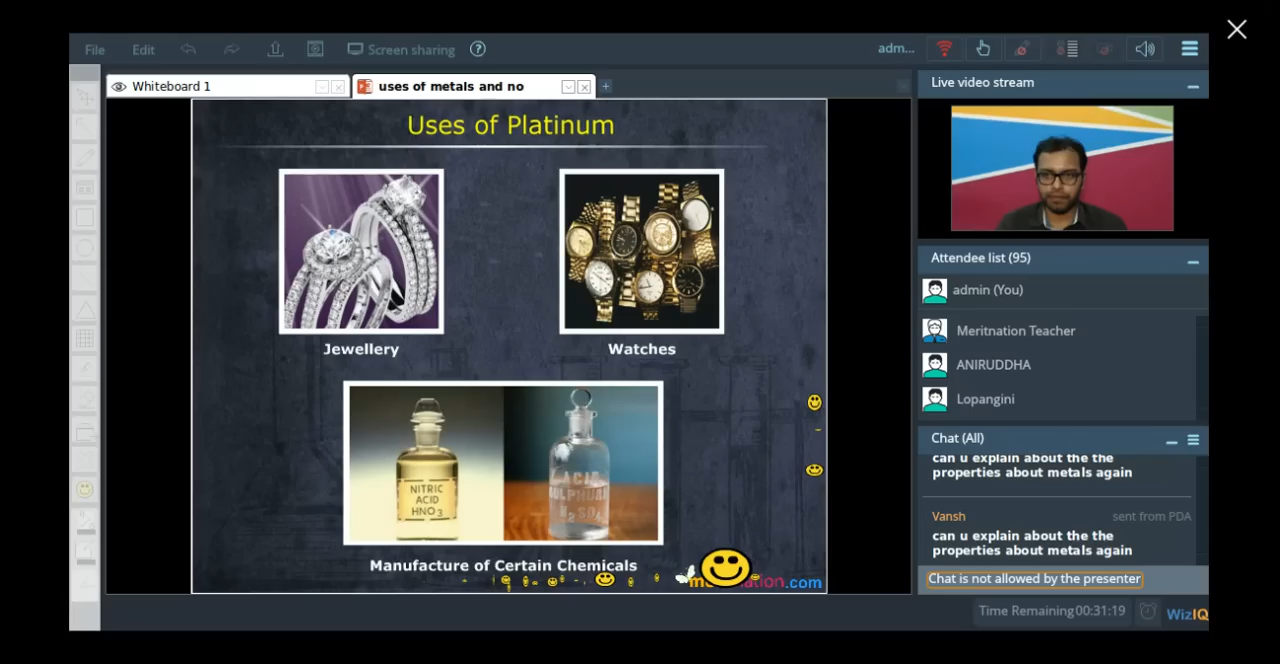 File Edit Screen sharing adm...
Whiteboard 1
uses of metals and no
Uses of Platinum
Jewellery
Watches
NITRIC
ACID
HNO3
ACID
H2SO4
Manufacture of Certain Chemicals
.com
Live video stream
Attendee list (95)
admin (You)
Meritnation Teacher
ANIRUDDHA
Lopangini
Chat (All)
can u explain about the the
properties about metals again
Vansh sent from PDA
can u explain about the the
properties about metals again
Chat is not allowed by the presenter
Time Remaining 00:31:19
WizIQ